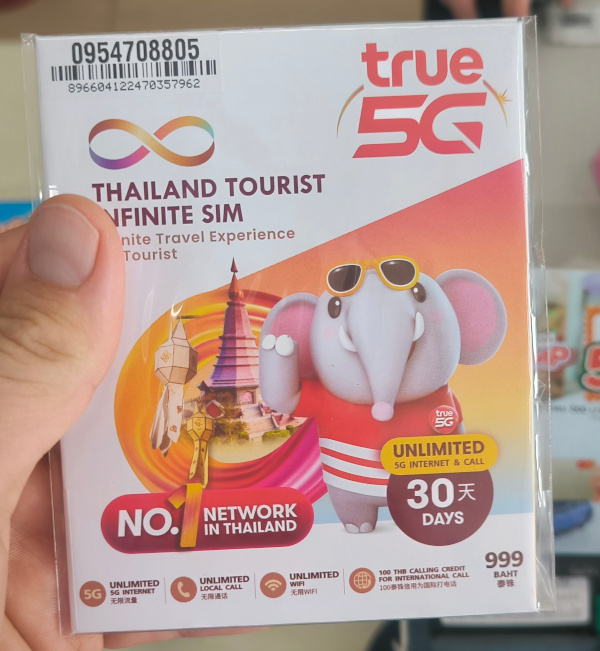 0954708805
896604122470357962
true
5G
THAILAND TOURIST
NFINITE SIM
nite Travel Experience
Tourist
true
5G
UNLIMITED
5G INTERNET & CALL
30天
DAYS
NO.1 NETWORK
IN THAILAND
5G UNLIMITED
5G INTERNET
无限流量
UNLIMITED
LOCAL CALL
无限通话
UNLIMITED
WIFI
无限WIFI
100 THB CALLING CREDIT
FOR INTERNATIONAL CALL
100泰铢信用为国际打电话
999
BAHT
泰铢